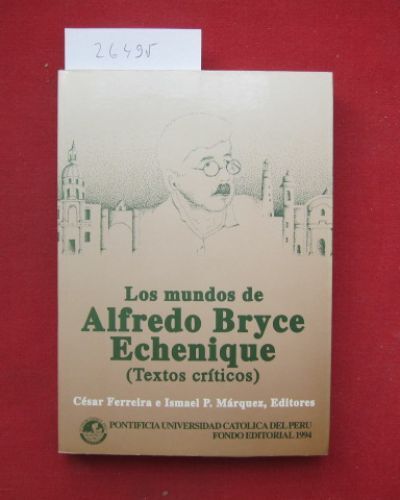 26495
Los mundos de
Alfredo Bryce
Echenique
(Textos críticos)
César Ferreira e Ismael P. Márquez, Editores
PONTIFICIA UNIVERSIDAD CATOLICA DEL PERU
FONDO EDITORIAL 1994